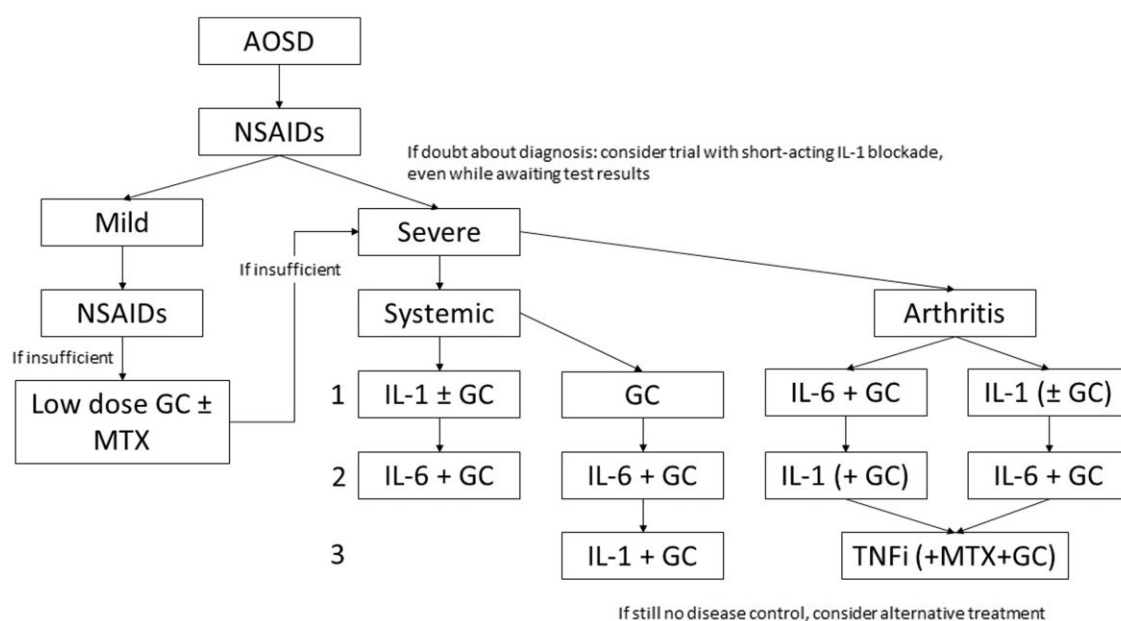 AOSD
NSAIDs
If doubt about diagnosis: consider trial with short-acting IL-1 blockade,
even while awaiting test results
Mild
Severe
If insufficient
NSAIDs
Systemic
Arthritis
If insufficient
Low dose GC ±
MTX
1
IL-1 ± GC
GC
IL-6 + GC
IL-1 (± GC)
2
IL-6 + GC
IL-6 + GC
IL-1 (+ GC)
IL-6 + GC
3
IL-1 + GC
TNFi (+MTX+GC)
If still no disease control, consider alternative treatment